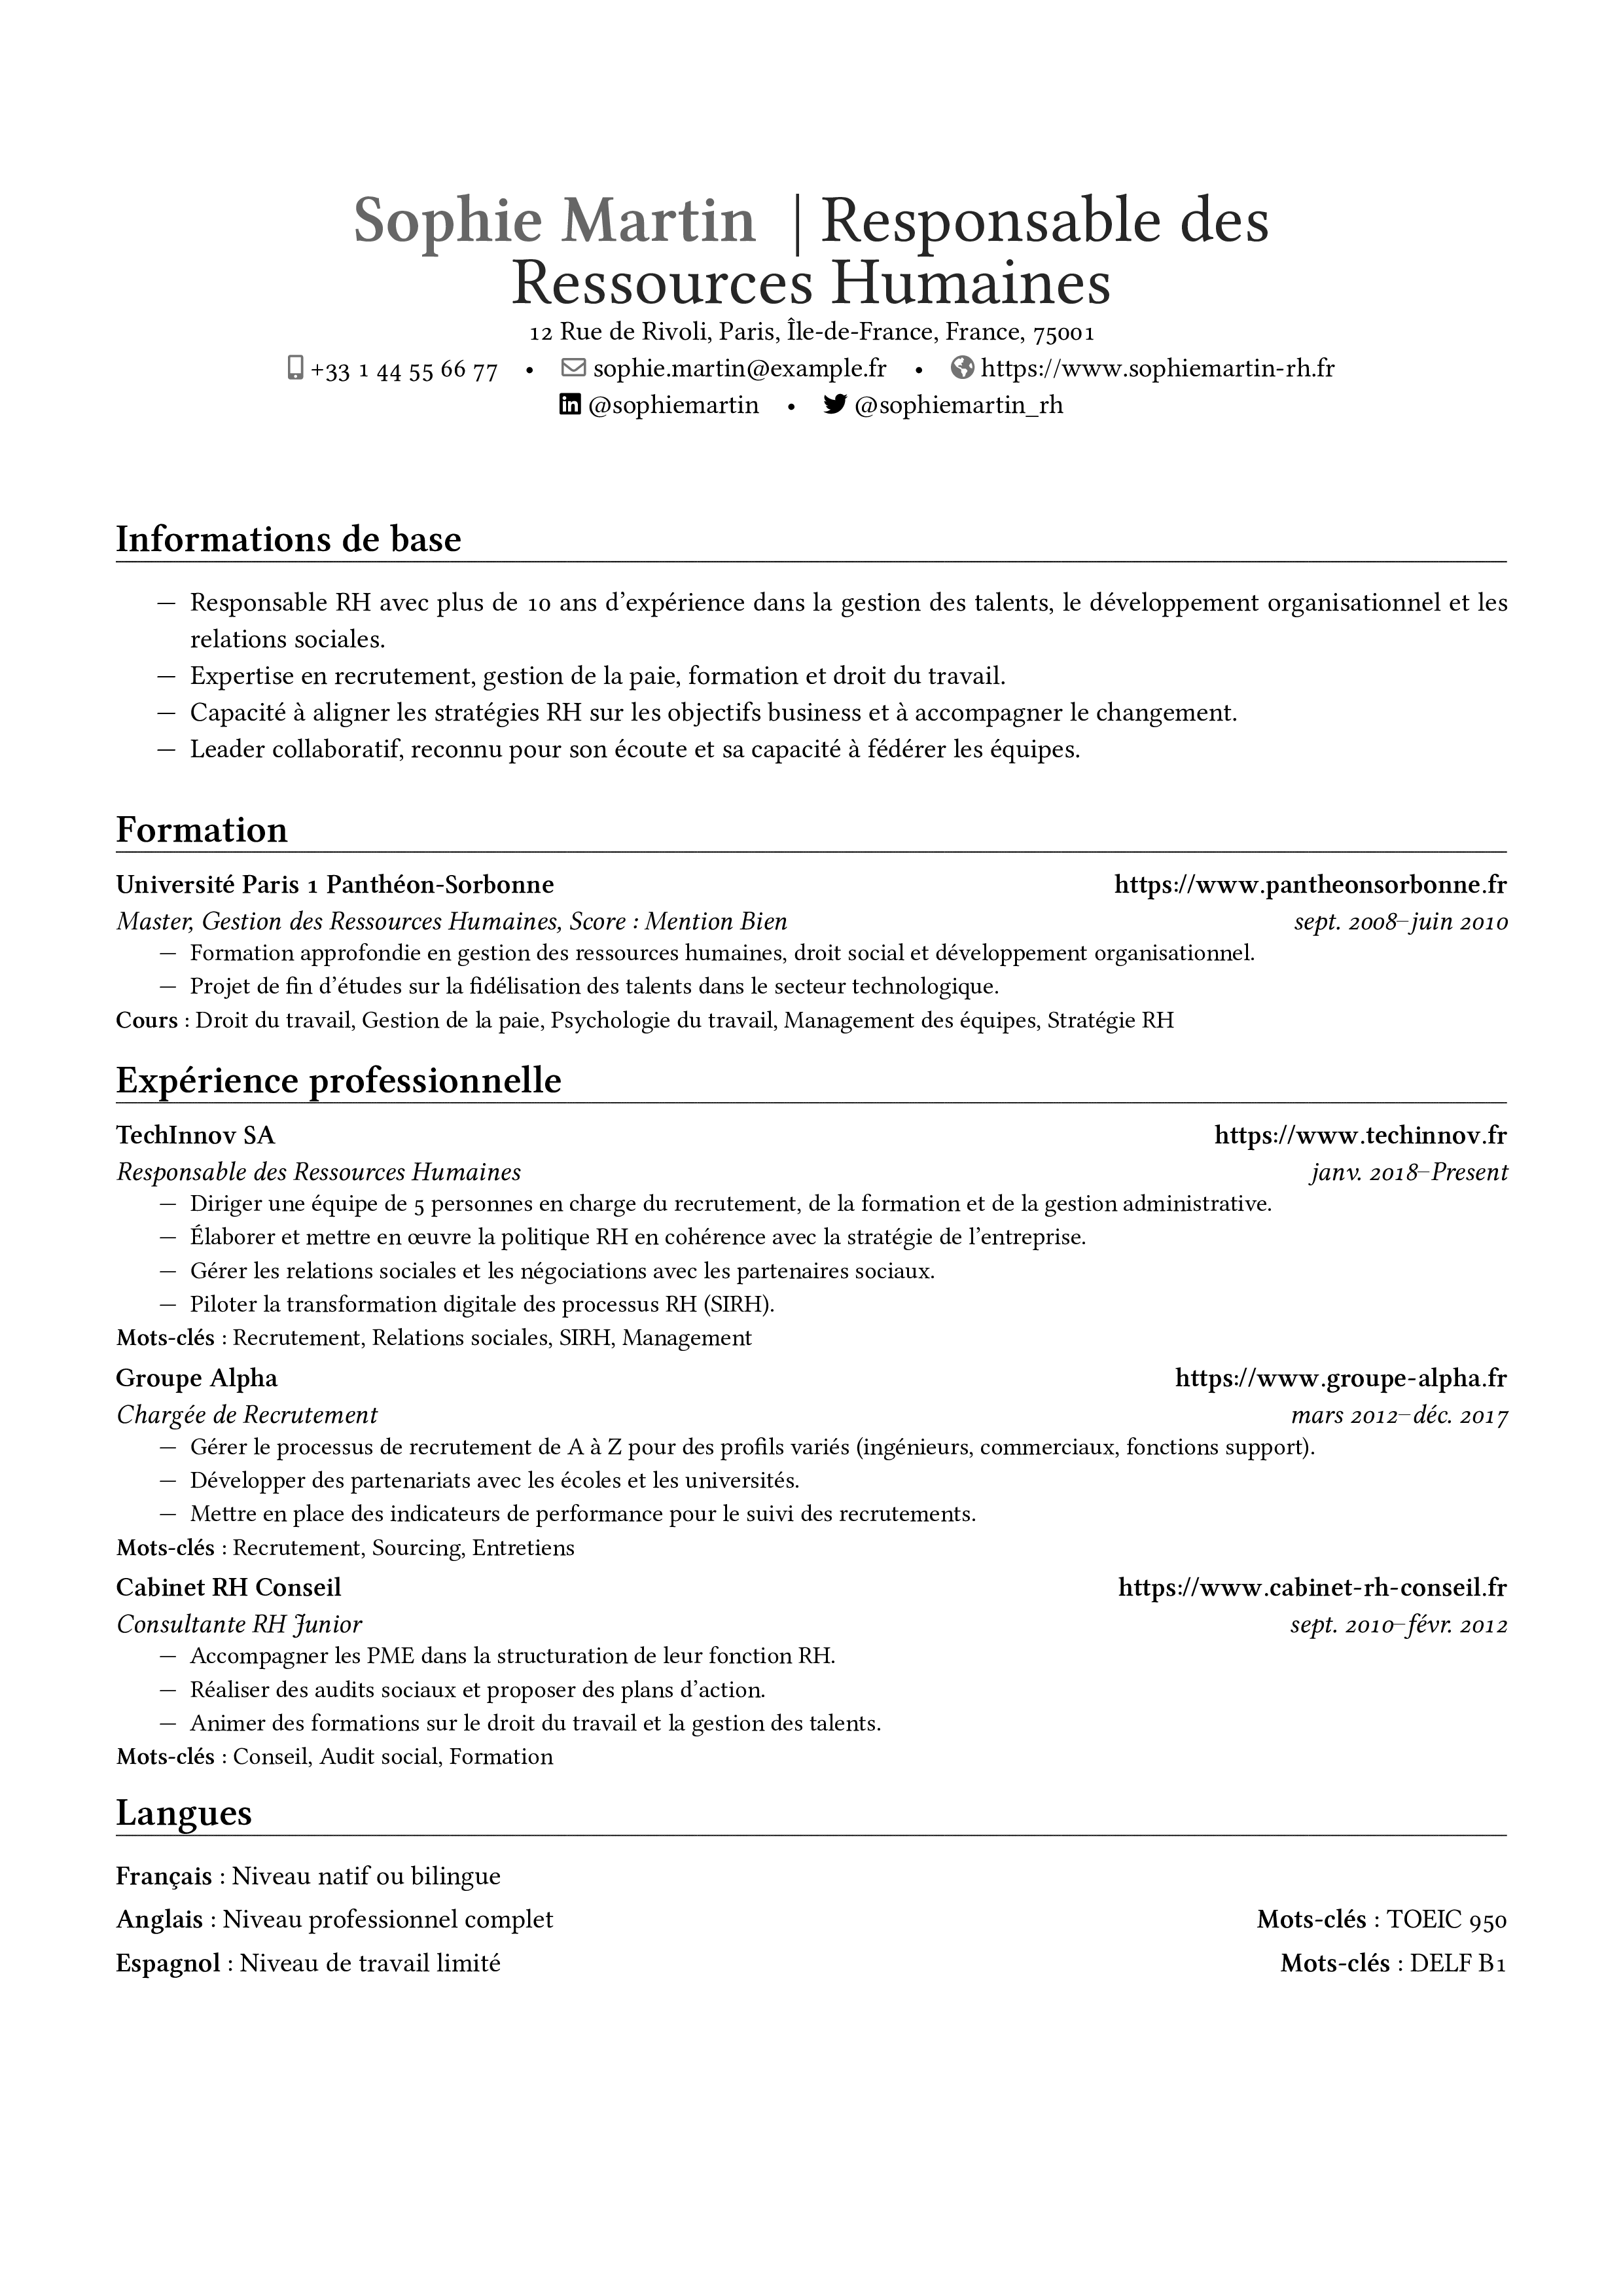 Sophie Martin | Responsable des
Ressources Humaines
12 Rue de Rivoli, Paris, Île-de-France, France, 75001
+33 1 44 55 66 77 • sophie.martin@example.fr • https://www.sophiemartin-rh.fr
@sophiemartin • @sophiemartin_rh
Informations de base
— Responsable RH avec plus de 10 ans d’expérience dans la gestion des talents, le développement organisationnel et les
relations sociales.
— Expertise en recrutement, gestion de la paie, formation et droit du travail.
— Capacité à aligner les stratégies RH sur les objectifs business et à accompagner le changement.
— Leader collaboratif, reconnu pour son écoute et sa capacité à fédérer les équipes.
Formation
Université Paris 1 Panthéon-Sorbonne https://www.pantheonsorbonne.fr
Master, Gestion des Ressources Humaines, Score : Mention Bien sept. 2008–juin 2010
— Formation approfondie en gestion des ressources humaines, droit social et développement organisationnel.
— Projet de fin d’études sur la fidélisation des talents dans le secteur technologique.
Cours : Droit du travail, Gestion de la paie, Psychologie du travail, Management des équipes, Stratégie RH
Expérience professionnelle
TechInnov SA https://www.techinnov.fr
Responsable des Ressources Humaines janv. 2018–Present
— Diriger une équipe de 5 personnes en charge du recrutement, de la formation et de la gestion administrative.
— Élaborer et mettre en œuvre la politique RH en cohérence avec la stratégie de l’entreprise.
— Gérer les relations sociales et les négociations avec les partenaires sociaux.
— Piloter la transformation digitale des processus RH (SIRH).
Mots-clés : Recrutement, Relations sociales, SIRH, Management
Groupe Alpha https://www.groupe-alpha.fr
Chargée de Recrutement mars 2012–déc. 2017
— Gérer le processus de recrutement de A à Z pour des profils variés (ingénieurs, commerciaux, fonctions support).
— Développer des partenariats avec les écoles et les universités.
— Mettre en place des indicateurs de performance pour le suivi des recrutements.
Mots-clés : Recrutement, Sourcing, Entretiens
Cabinet RH Conseil https://www.cabinet-rh-conseil.fr
Consultante RH Junior sept. 2010–févr. 2012
— Accompagner les PME dans la structuration de leur fonction RH.
— Réaliser des audits sociaux et proposer des plans d’action.
— Animer des formations sur le droit du travail et la gestion des talents.
Mots-clés : Conseil, Audit social, Formation
Langues
Français : Niveau natif ou bilingue
Anglais : Niveau professionnel complet Mots-clés : TOEIC 950
Espagnol : Niveau de travail limité Mots-clés : DELF B1